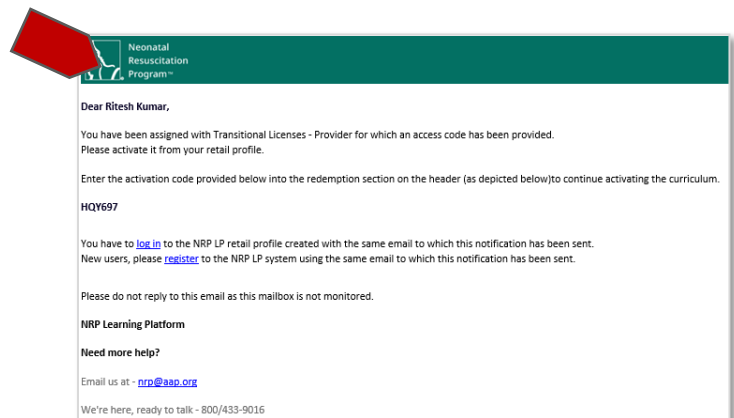 Neonatal
Resuscitation
Program™
Dear Ritesh Kumar,
You have been assigned with Transitional Licenses - Provider for which an access code has been provided.
Please activate it from your retail profile.
Enter the activation code provided below into the redemption section on the header (as depicted below)to continue activating the curriculum.
HQY697
You have to log in to the NRP LP retail profile created with the same email to which this notification has been sent.
New users, please register to the NRP LP system using the same email to which this notification has been sent.
Please do not reply to this email as this mailbox is not monitored.
NRP Learning Platform
Need more help?
Email us at - nrp@aap.org
We're here, ready to talk - 800/433-9016